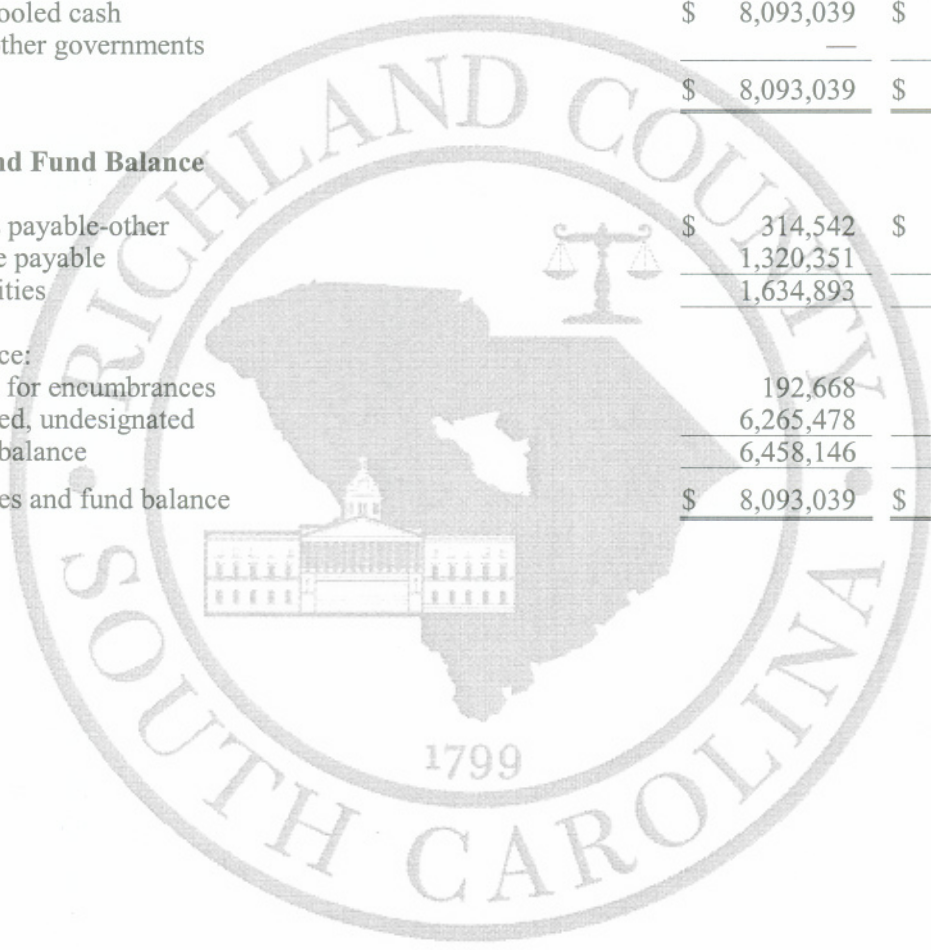 ooled cash $ 8,093,039 $
ther governments —
$ 8,093,039 $
nd Fund Balance
payable-other $ 314,542 $
e payable 1,320,351
ities 1,634,893
ce:
for encumbrances 192,668
ed, undesignated 6,265,478
balance 6,458,146
es and fund balance $ 8,093,039 $
RICHLAND COUNTY
1799
SOUTH CAROLINA